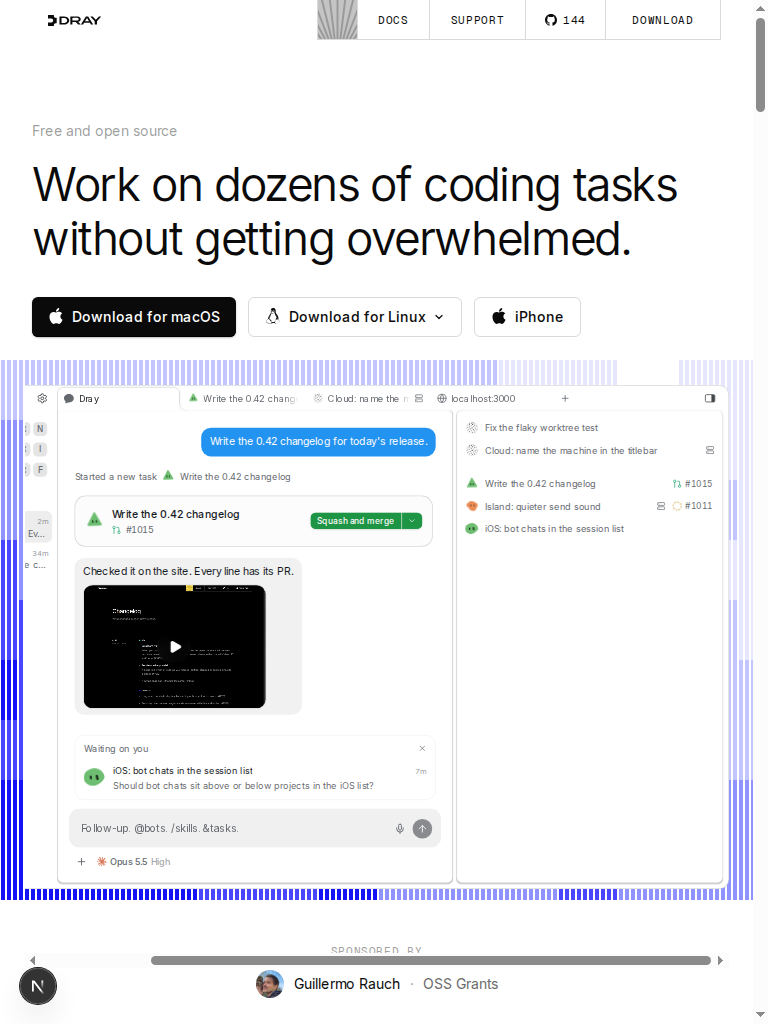 DRAY
DOCS
SUPPORT
144
DOWNLOAD
Free and open source
Work on dozens of coding tasks
without getting overwhelmed.
Download for macOS
Download for Linux
iPhone
Dray
Write the 0.42 chang
Cloud: name the
localhost:3000
N
I
F
2m
Ev...
34m
e c...
Write the 0.42 changelog for today's release.
Started a new task
Write the 0.42 changelog
Write the 0.42 changelog
#1015
Squash and merge
Checked it on the site. Every line has its PR.
Changelog
Waiting on you
iOS: bot chats in the session list
7m
Should bot chats sit above or below projects in the iOS list?
Follow-up. @bots. /skills. &tasks.
Opus 5.5 High
Fix the flaky worktree test
Cloud: name the machine in the titlebar
Write the 0.42 changelog
#1015
Island: quieter send sound
#1011
iOS: bot chats in the session list
SPONSORED BY
N
Guillermo Rauch · OSS Grants